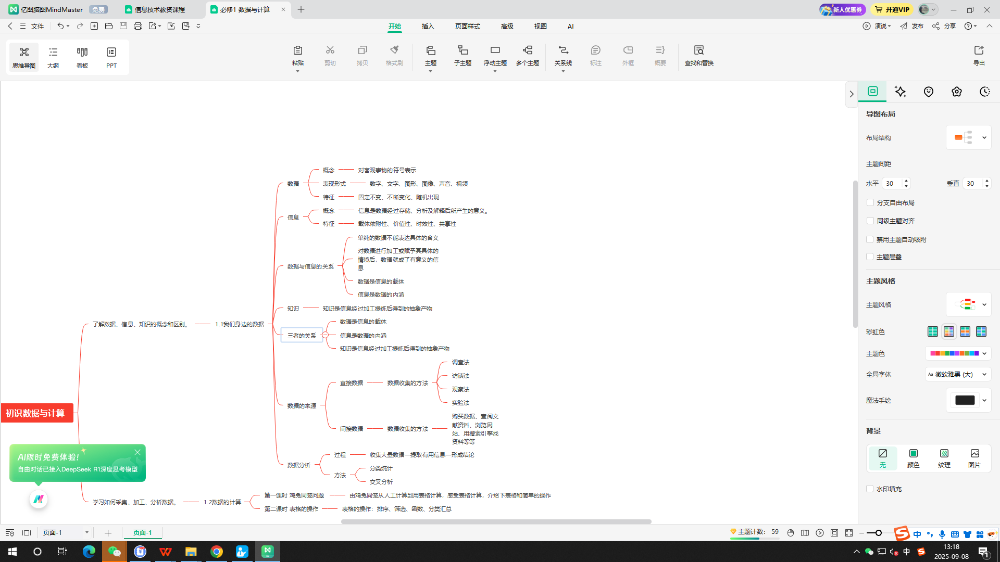 亿图脑图MindMaster
免费
信息技术教资课程
必修1 数据与计算
新人优惠券
开通VIP
文件
开始
插入
页面样式
高级
视图
AI
演说
发布
分享
思维导图
大纲
看板
PPT
粘贴
剪切
拷贝
格式刷
主题
子主题
浮动主题
多个主题
关系线
标注
外框
概要
查找和替换
导出
初识数据与计算
了解数据、信息、知识的概念和区别。
1.1我们身边的数据
数据
概念
对客观事物的符号表示
表现形式
数字、文字、图形、图像、声音、视频
特征
固定不变、不断变化、随机出现
信息
概念
信息是数据经过存储、分析及解释后所产生的意义。
特征
载体依附性、价值性、时效性、共享性
数据与信息的关系
单纯的数据不能表达具体的含义
对数据进行加工或赋予其具体的
情境后，数据就成了有意义的信
息
数据是信息的载体
信息是数据的内涵
知识
知识是信息经过加工提炼后得到的抽象产物
三者的关系
数据是信息的载体
信息是数据的内涵
知识是信息经过加工提炼后得到的抽象产物
数据的来源
直接数据
数据收集的方法
调查法
访谈法
观察法
实验法
间接数据
数据收集的方法
购买数据、查阅文
献资料、浏览网
站、用搜索引擎找
资料等等
数据分析
过程
收集大量数据—提取有用信息—形成结论
方法
分类统计
交叉分析
学习如何采集、加工、分析数据。
1.2数据的计算
第一课时 鸡兔同笼问题
由鸡兔同笼从人工计算到用表格计算，感受表格计算，介绍下表格和简单的操作
第二课时 表格的操作
表格的操作：排序、筛选、函数、分类汇总
AI限时免费体验!
自由对话已接入DeepSeek R1深度思考模型
导图布局
布局结构
主题间距
水平 30
垂直 30
分支自由布局
同级主题对齐
禁用主题自动吸附
主题层叠
主题风格
主题风格
彩虹色
主题色
全局字体
Aa 微软雅黑 (大)
魔法手绘
背景
无
颜色
纹理
图片
水印填充
页面-1
页面-1
主题计数： 59
中
中
13:18
2025-09-08
1